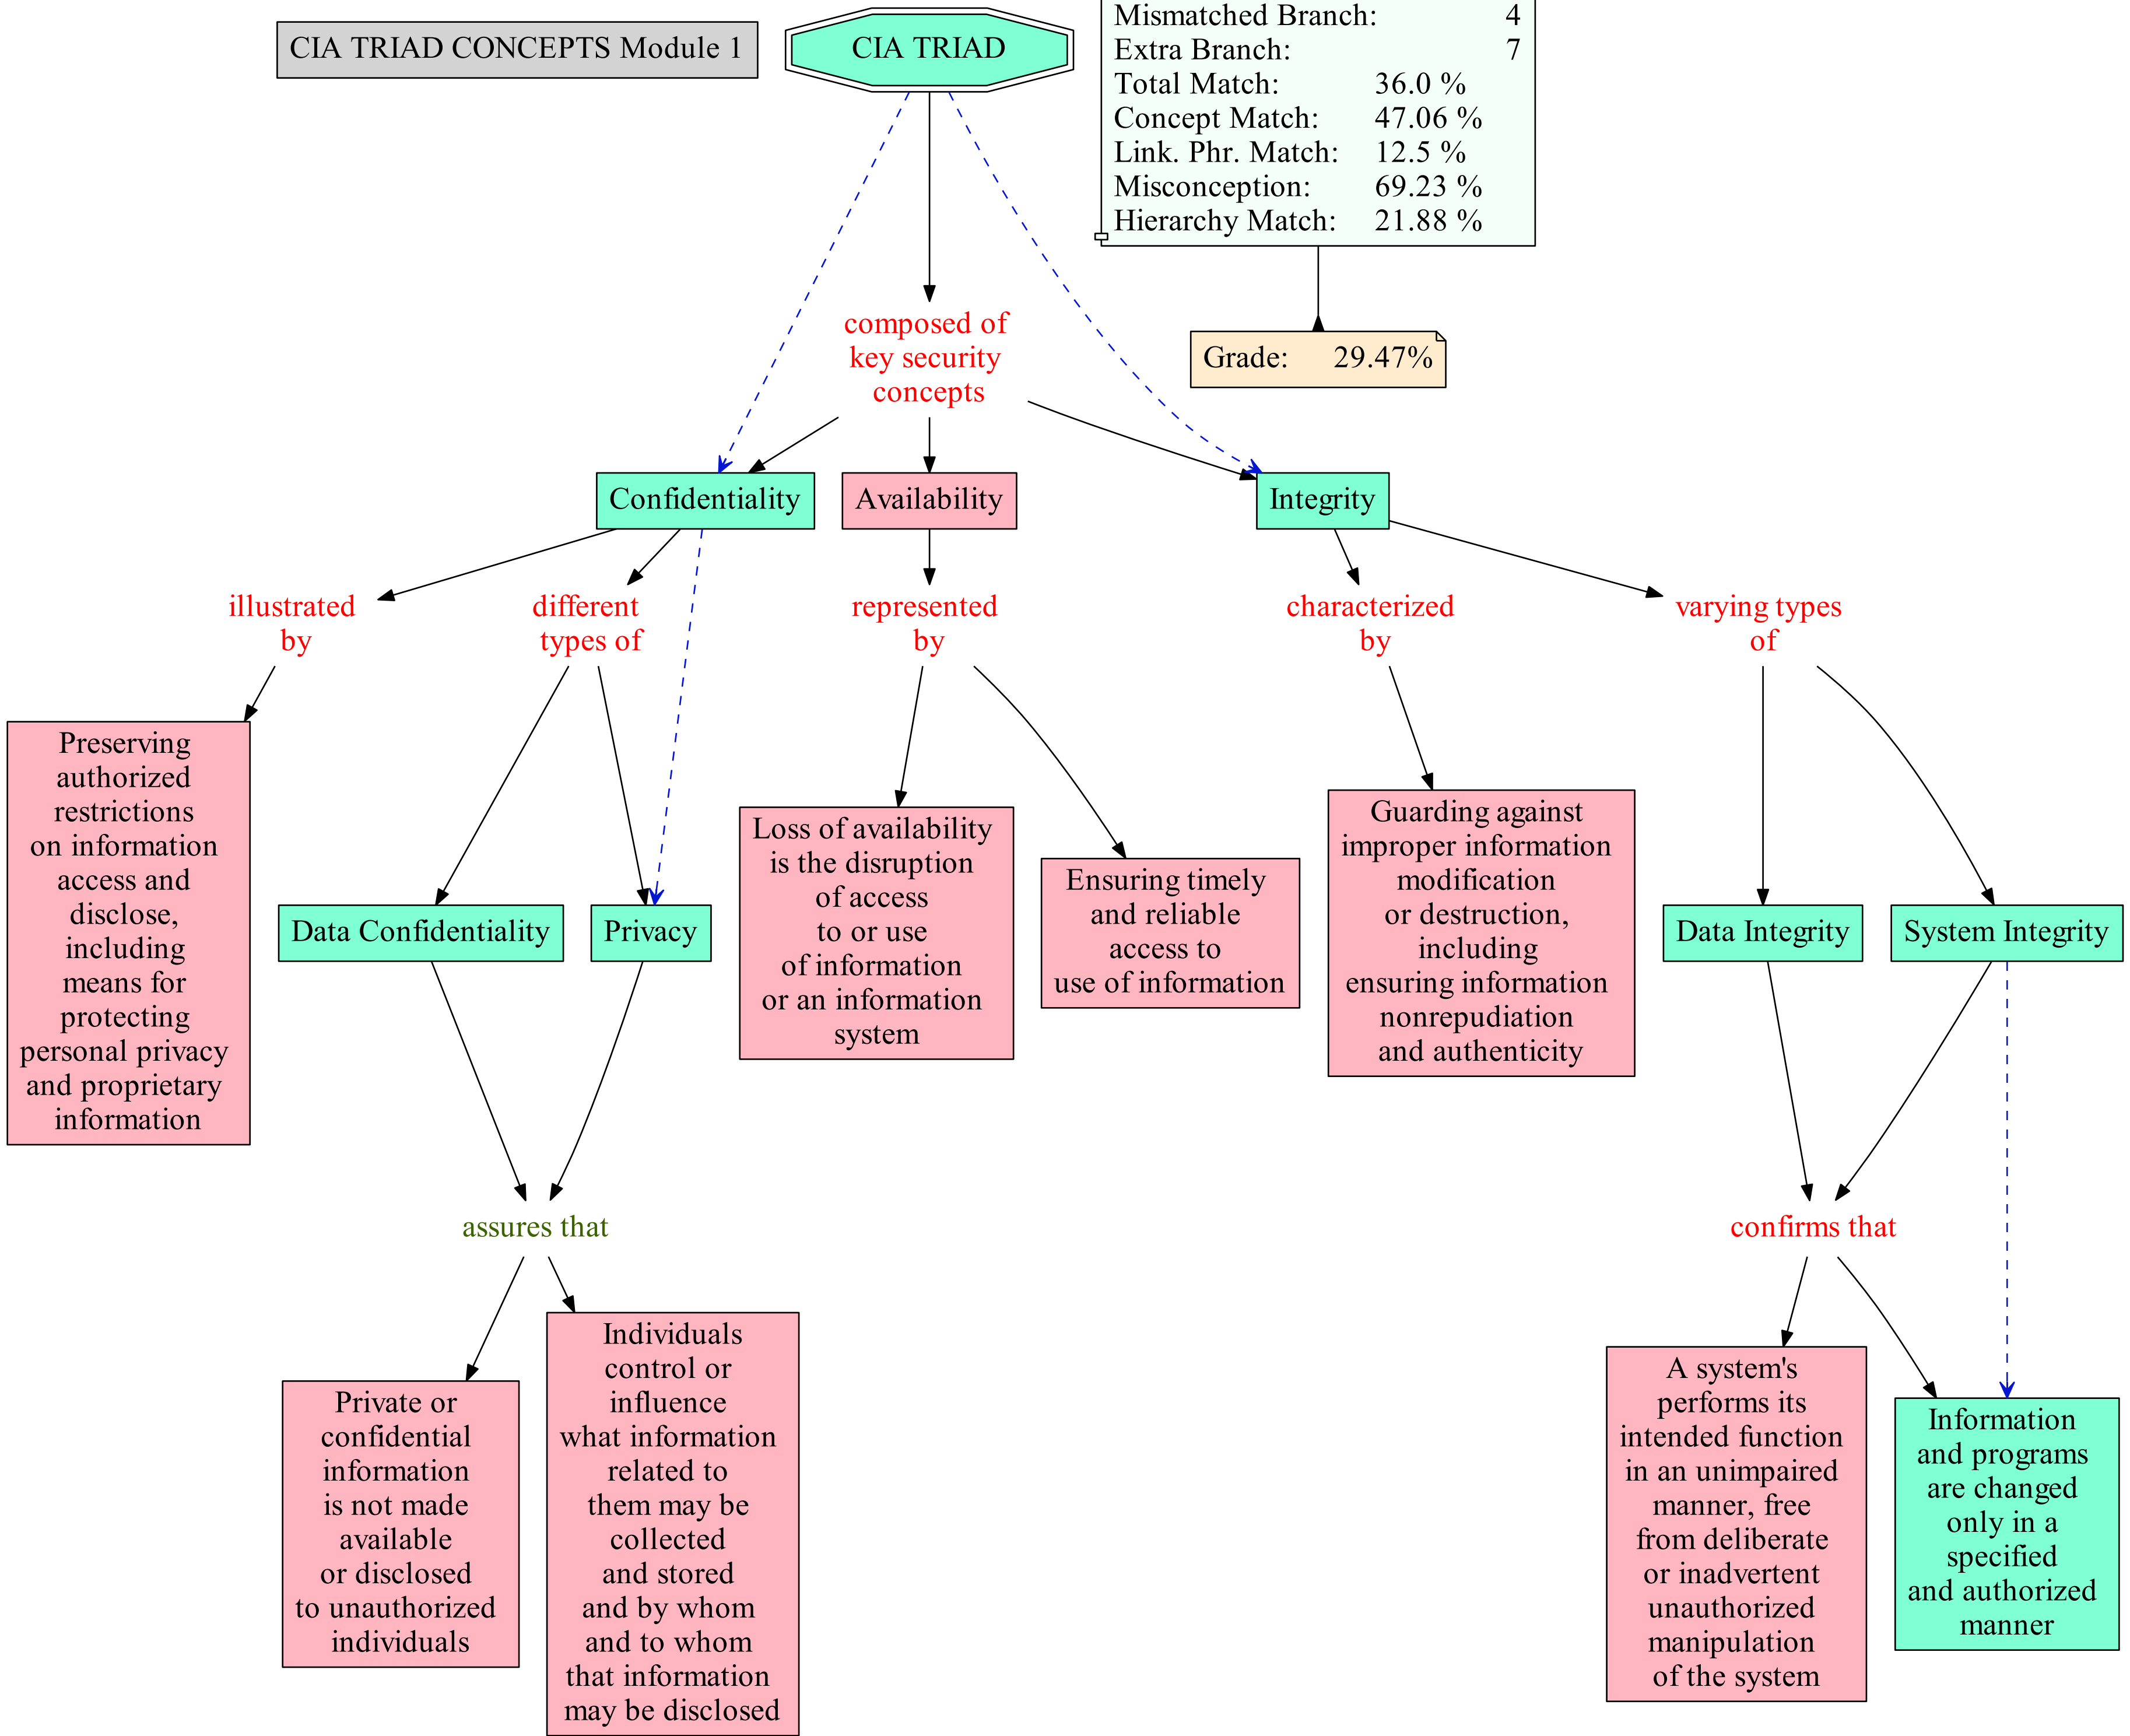 CIA TRIAD CONCEPTS Module 1
CIA TRIAD
Mismatched Branch: 4
Extra Branch: 7
Total Match: 36.0 %
Concept Match: 47.06 %
Link. Phr. Match: 12.5 %
Misconception: 69.23 %
Hierarchy Match: 21.88 %
Grade: 29.47%
composed of
key security
concepts
Confidentiality
Availability
Integrity
illustrated
by
different
types of
represented
by
characterized
by
varying types
of
Preserving
authorized
restrictions
on information
access and
disclose,
including
means for
protecting
personal privacy
and proprietary
information
Data Confidentiality
Privacy
Loss of availability
is the disruption
of access
to or use
of information
or an information
system
Ensuring timely
and reliable
access to
use of information
Guarding against
improper information
modification
or destruction,
including
ensuring information
nonrepudiation
and authenticity
Data Integrity
System Integrity
assures that
confirms that
Private or
confidential
information
is not made
available
or disclosed
to unauthorized
individuals
Individuals
control or
influence
what information
related to
them may be
collected
and stored
and by whom
and to whom
that information
may be disclosed
A system's
performs its
intended function
in an unimpaired
manner, free
from deliberate
or inadvertent
unauthorized
manipulation
of the system
Information
and programs
are changed
only in a
specified
and authorized
manner